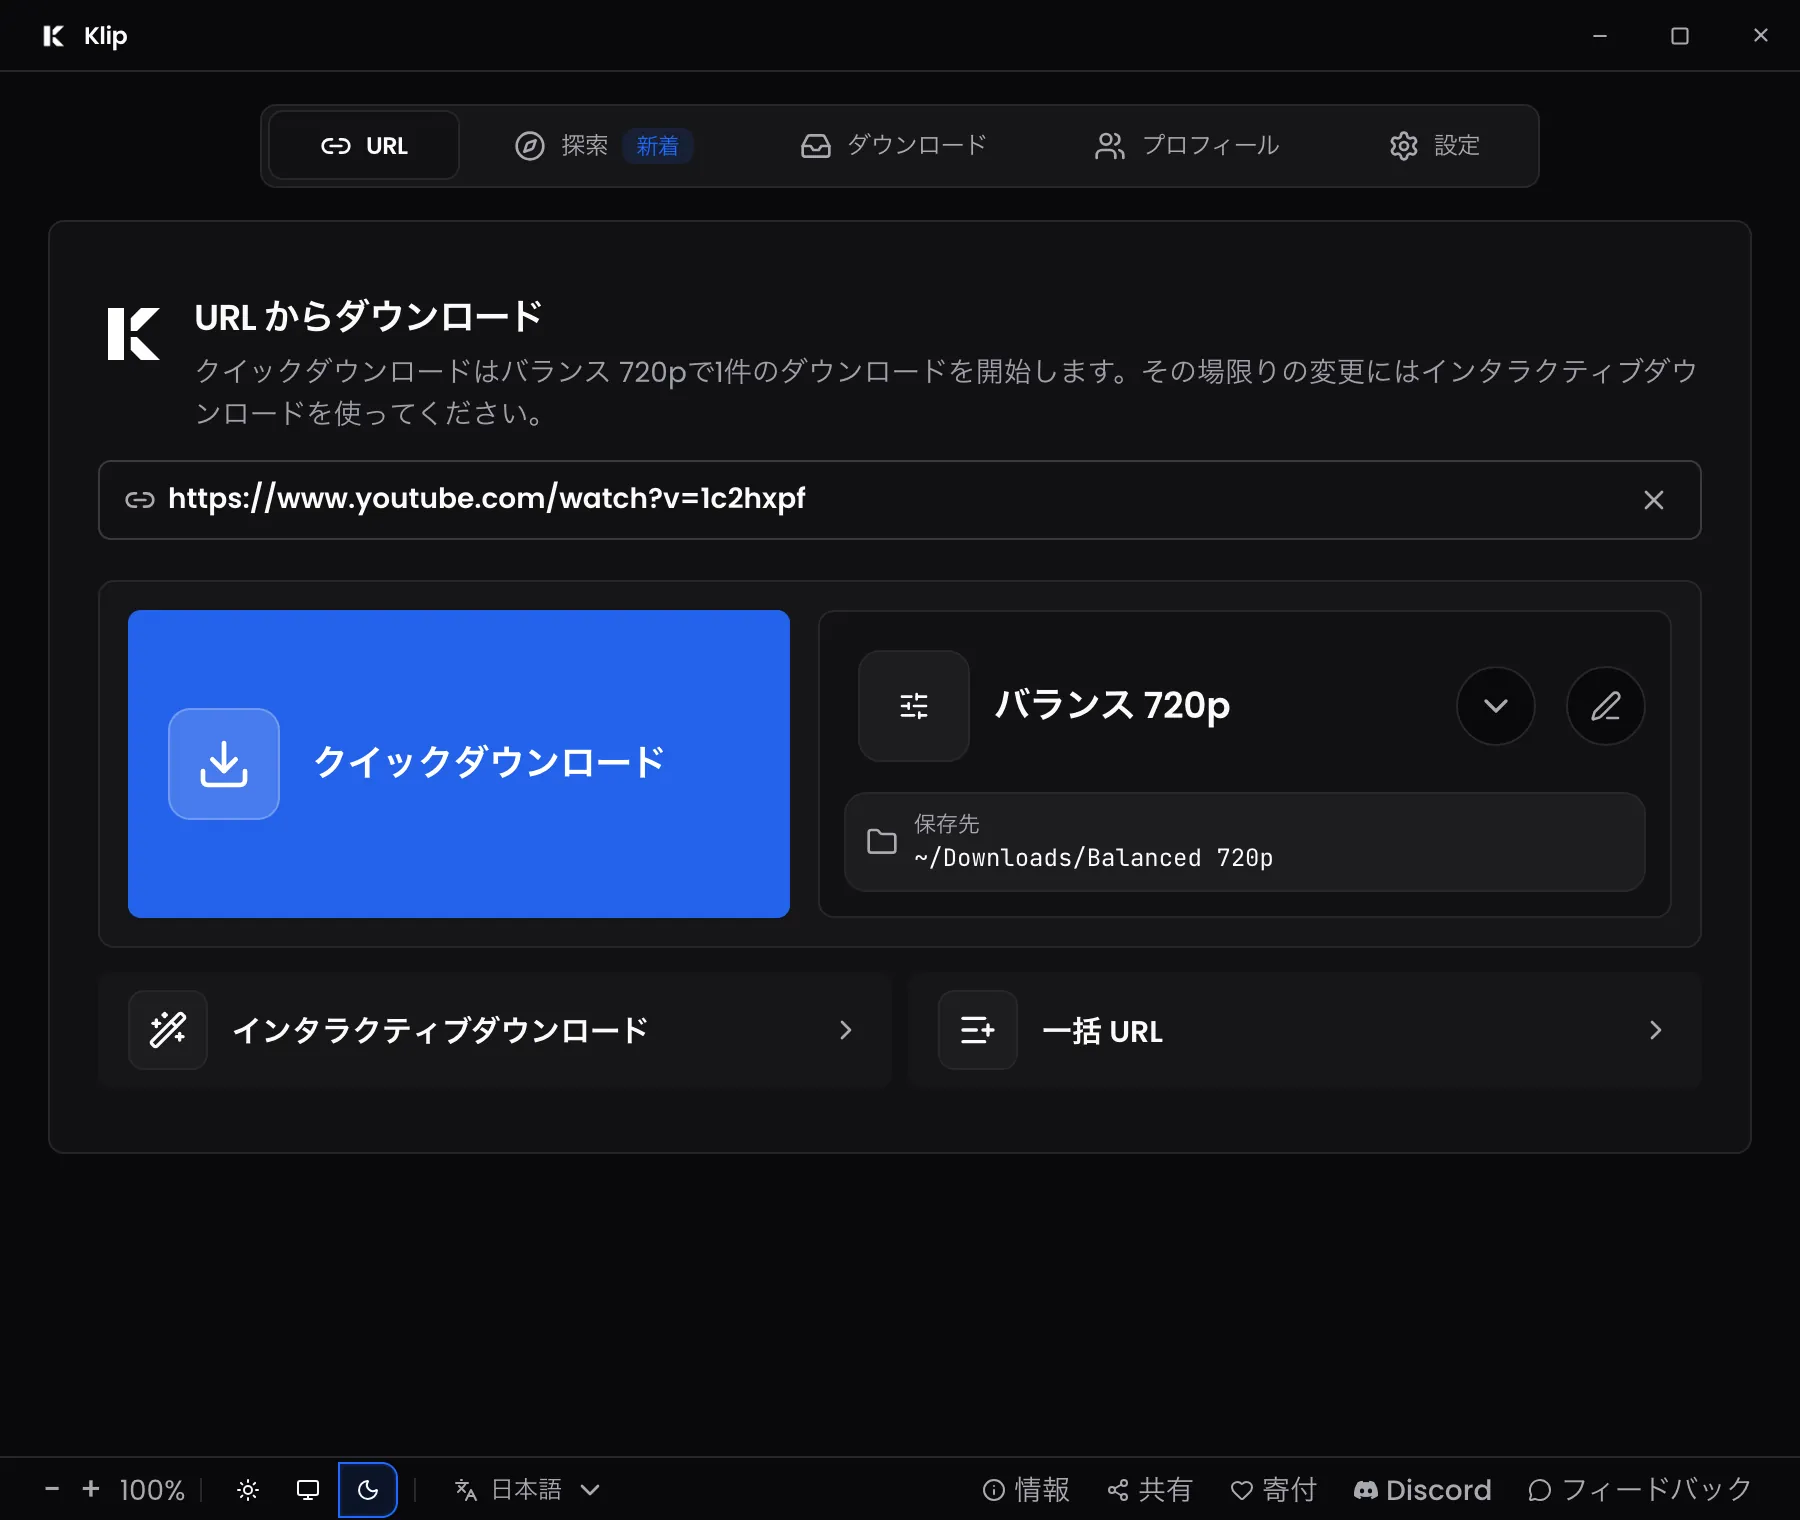 Klip
URL
探索
新着
ダウンロード
プロフィール
設定
URL からダウンロード
クイックダウンロードはバランス 720pで1件のダウンロードを開始します。その場限りの変更にはインタラクティブダウ
ンロードを使ってください。
https://www.youtube.com/watch?v=1c2hxpf
クイックダウンロード
バランス 720p
保存先
~/Downloads/Balanced 720p
インタラクティブダウンロード
一括 URL
100%
日本語
情報
共有
寄付
Discord
フィードバック